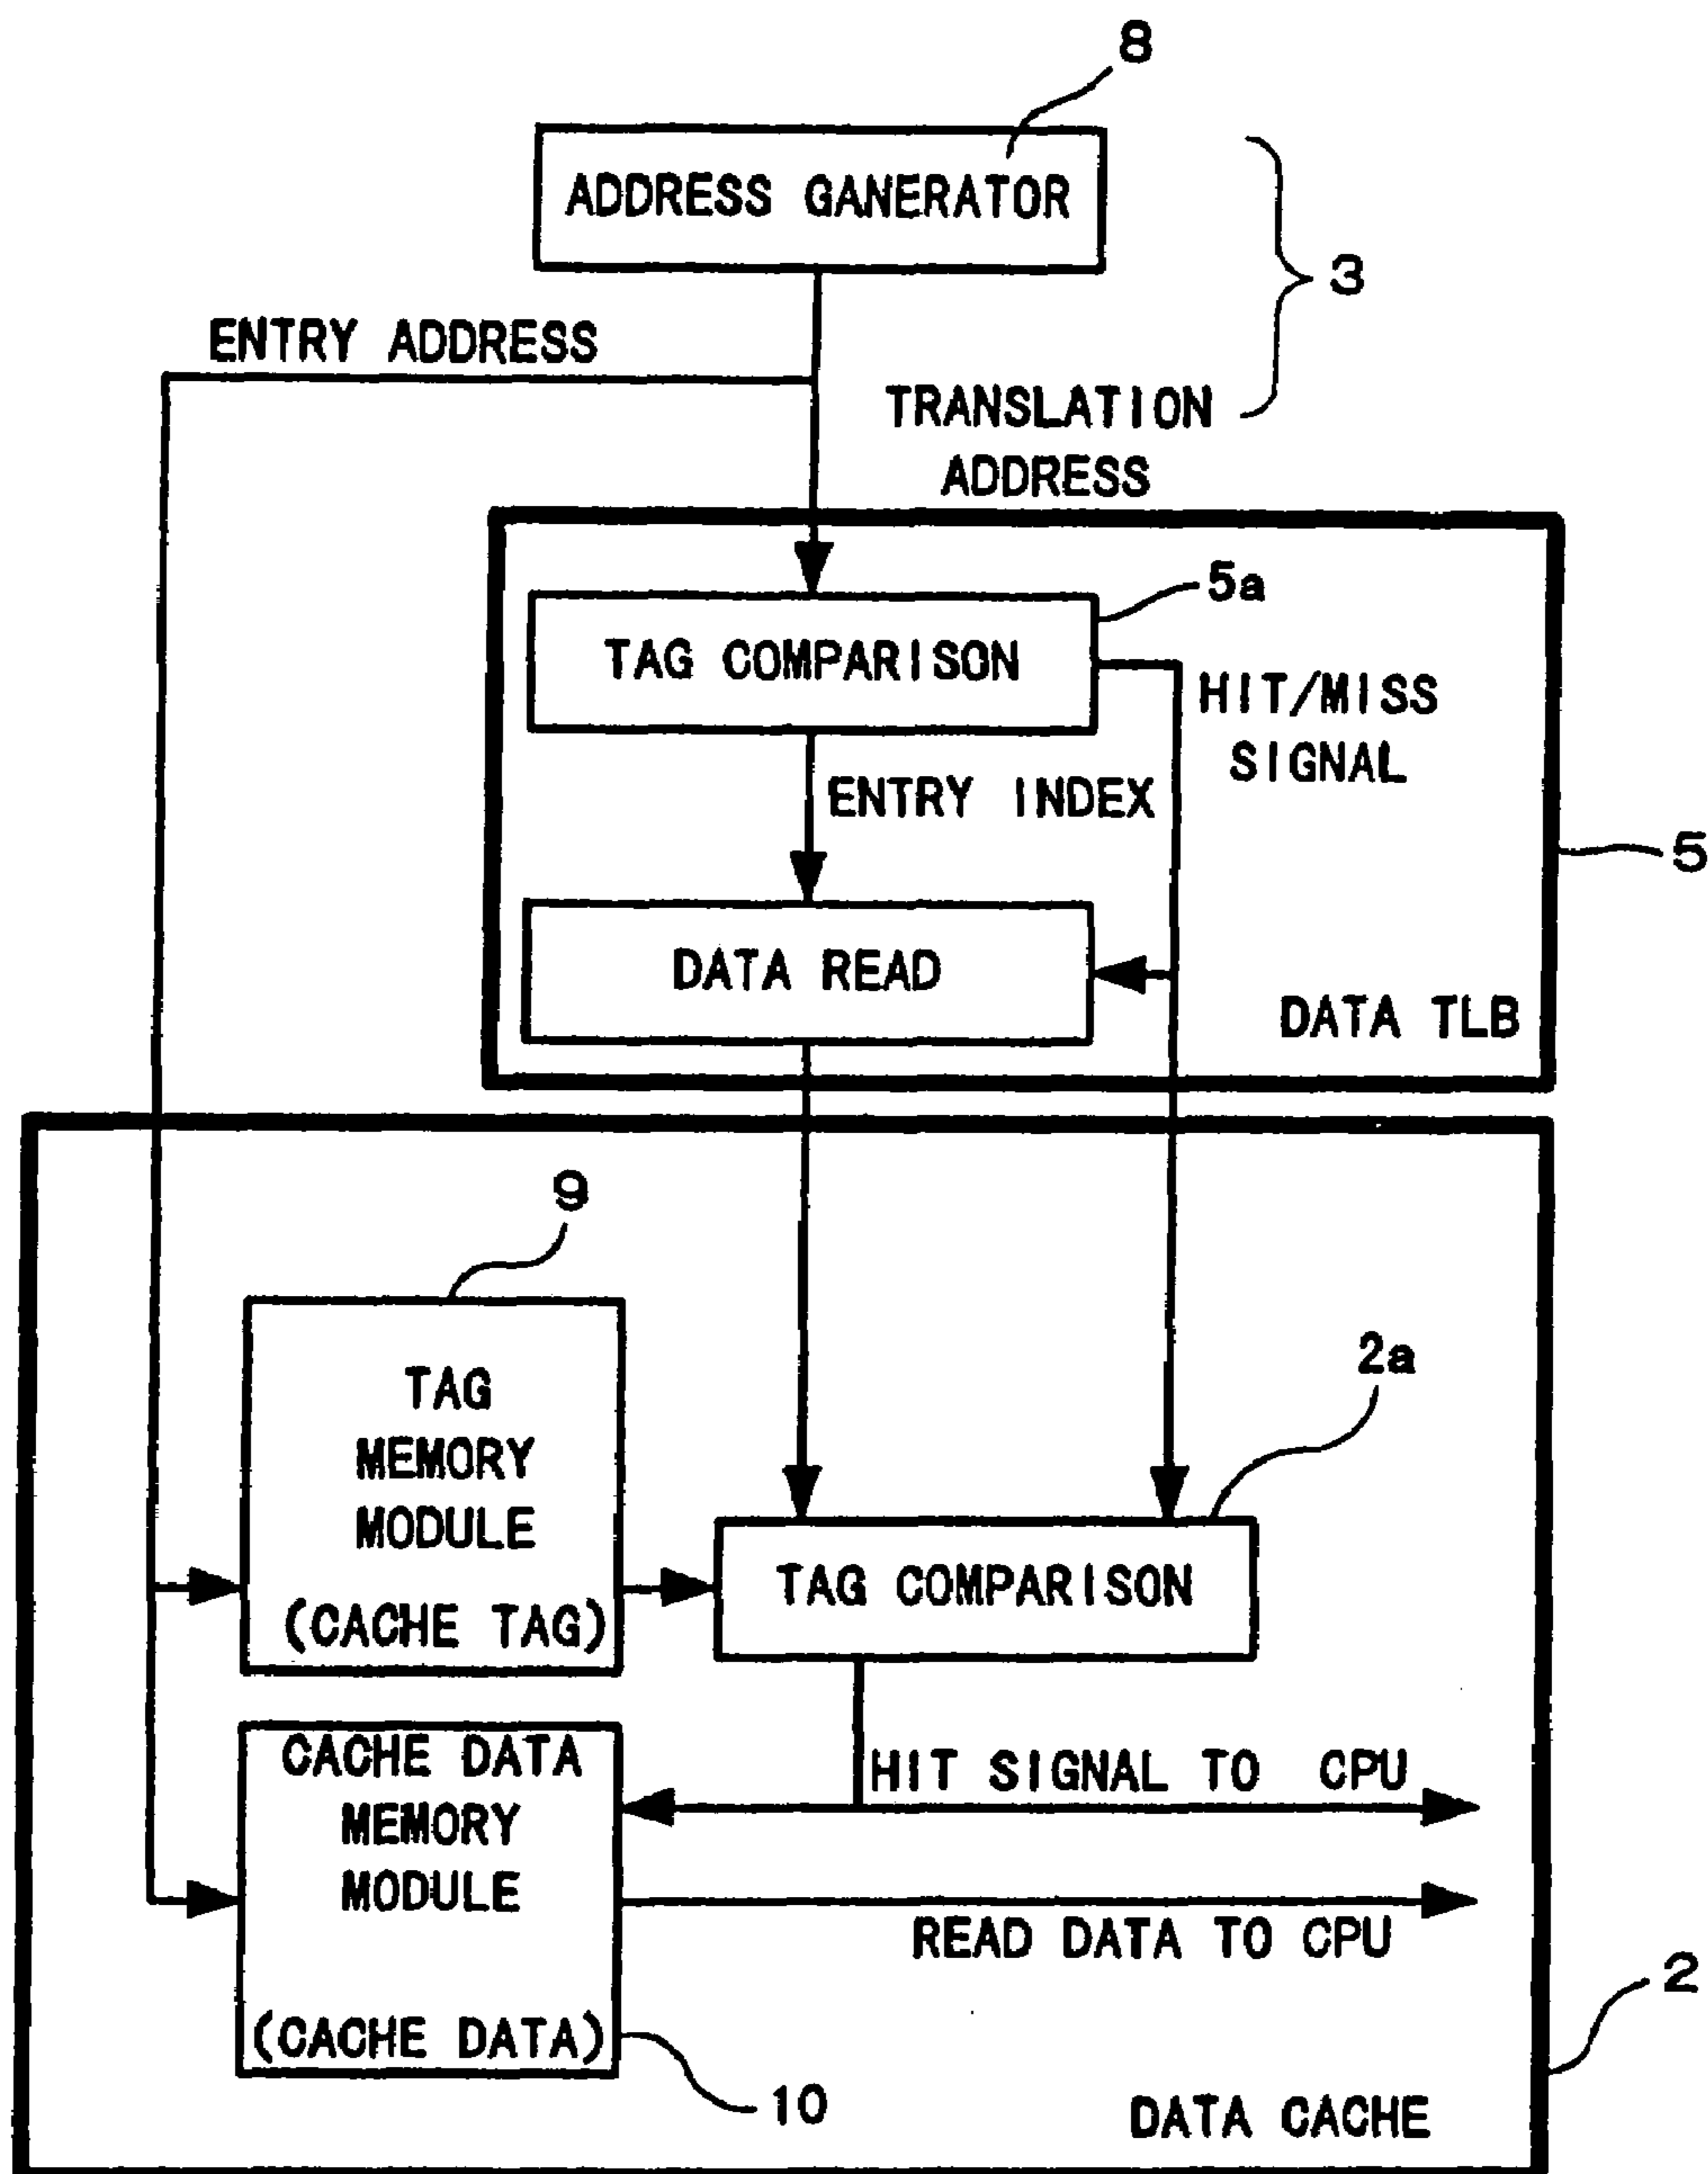 8
ADDRESS GANERATOR
3
ENTRY ADDRESS
TRANSLATION
ADDRESS
5a
TAG COMPARISON
HIT/MISS
SIGNAL
ENTRY INDEX
5
DATA READ
DATA TLB
9
2a
TAG
MEMORY
MODULE
(CACHE TAG)
TAG COMPARISON
CACHE DATA
MEMORY
MODULE
(CACHE DATA)
HIT SIGNAL TO CPU
READ DATA TO CPU
2
10
DATA CACHE